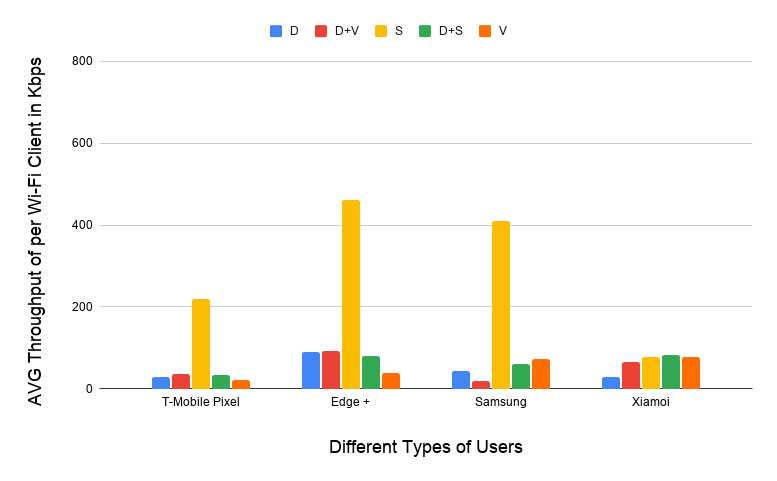 D D+V S D+S V
AVG Throughput of per Wi-Fi Client in Kbps
800
600
400
200
0
T-Mobile Pixel Edge + Samsung Xiamoi
Different Types of Users